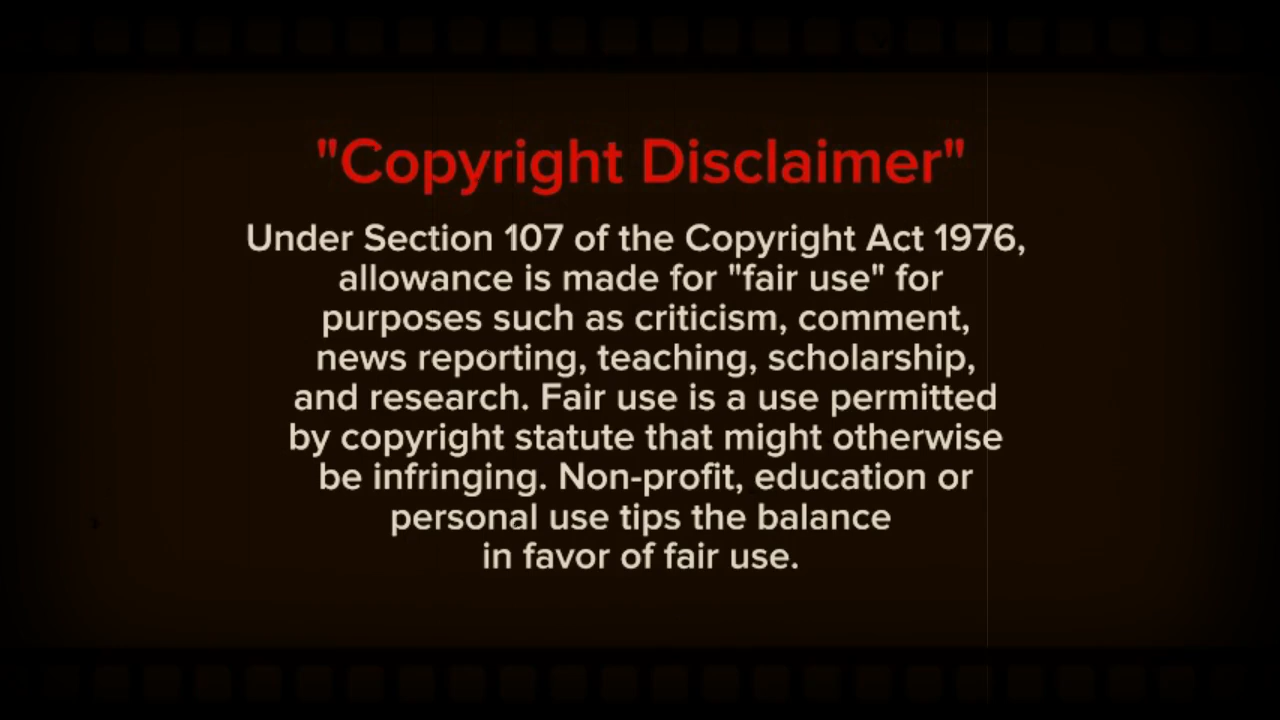 "Copyright Disclaimer"
Under Section 107 of the Copyright Act 1976,
allowance is made for "fair use" for
purposes such as criticism, comment,
news reporting, teaching, scholarship,
and research. Fair use is a use permitted
by copyright statute that might otherwise
be infringing. Non-profit, education or
personal use tips the balance
in favor of fair use.